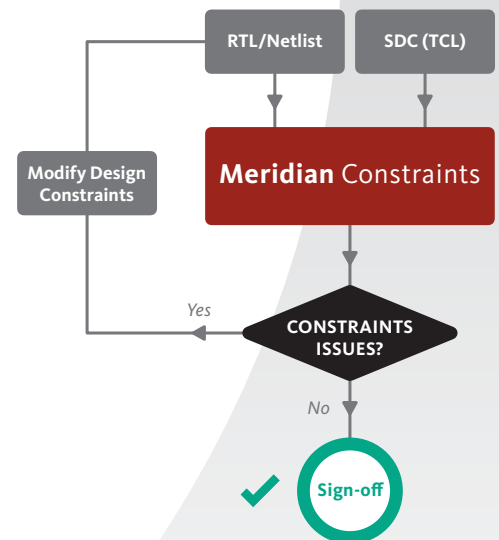 RTL/Netlist
SDC (TCL)
Meridian Constraints
Modify Design
Constraints
Yes
CONSTRAINTS
ISSUES?
No
Sign-off